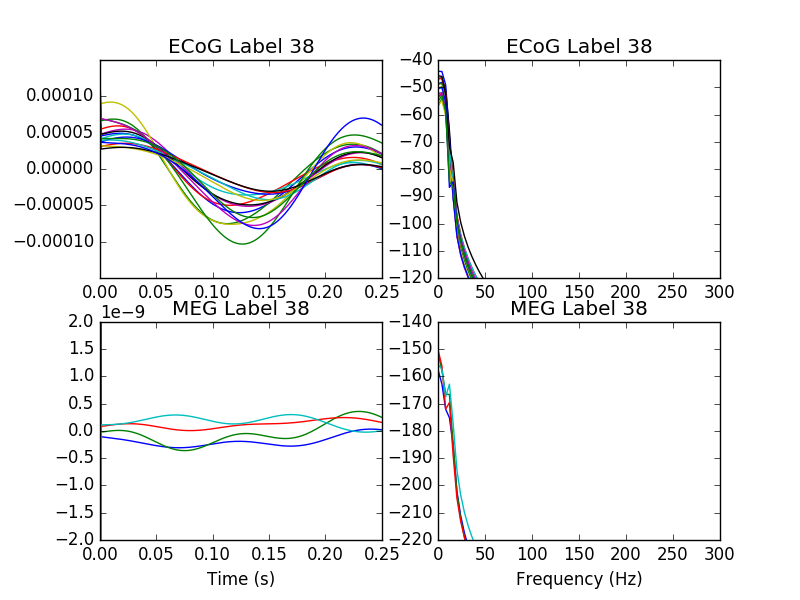 ECoG Label 38
0.00010
0.00005
0.00000
−0.00005
−0.00010
0.00 0.05 0.10 0.15 0.20 0.25
ECoG Label 38
−40
−50
−60
−70
−80
−90
−100
−110
−120
0 50 100 150 200 250 300
MEG Label 38
1e−9
2.0
1.5
1.0
0.5
0.0
−0.5
−1.0
−1.5
−2.0
0.00 0.05 0.10 0.15 0.20 0.25
Time (s)
MEG Label 38
−140
−150
−160
−170
−180
−190
−200
−210
−220
0 50 100 150 200 250 300
Frequency (Hz)